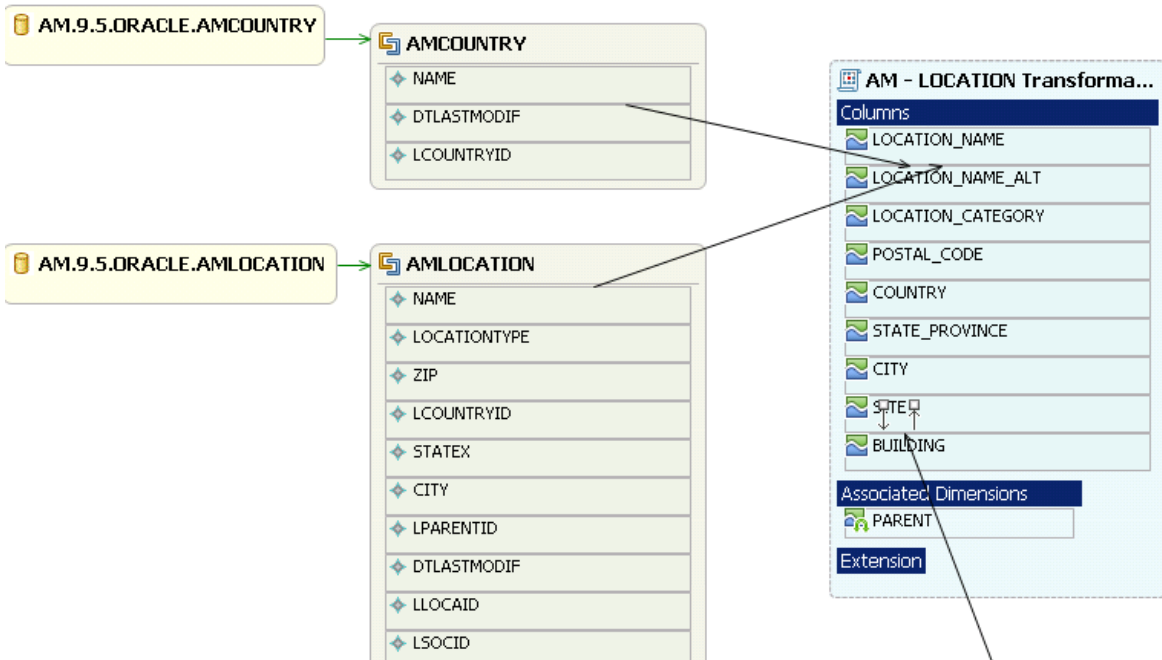 AM.9.5.ORACLE.AMCOUNTRY
AMCOUNTRY
NAME
DTLASTMODIF
LCOUNTRYID
AM.9.5.ORACLE.AMLOCATION
AMLOCATION
NAME
LOCATIONTYPE
ZIP
LCOUNTRYID
STATEX
CITY
LPARENTID
DTLASTMODIF
LLOCAID
LSOCID
AM - LOCATION Transforma...
Columns
LOCATION_NAME
LOCATION_NAME_ALT
LOCATION_CATEGORY
POSTAL_CODE
COUNTRY
STATE_PROVINCE
CITY
SITE
BUILDING
Associated Dimensions
PARENT
Extension